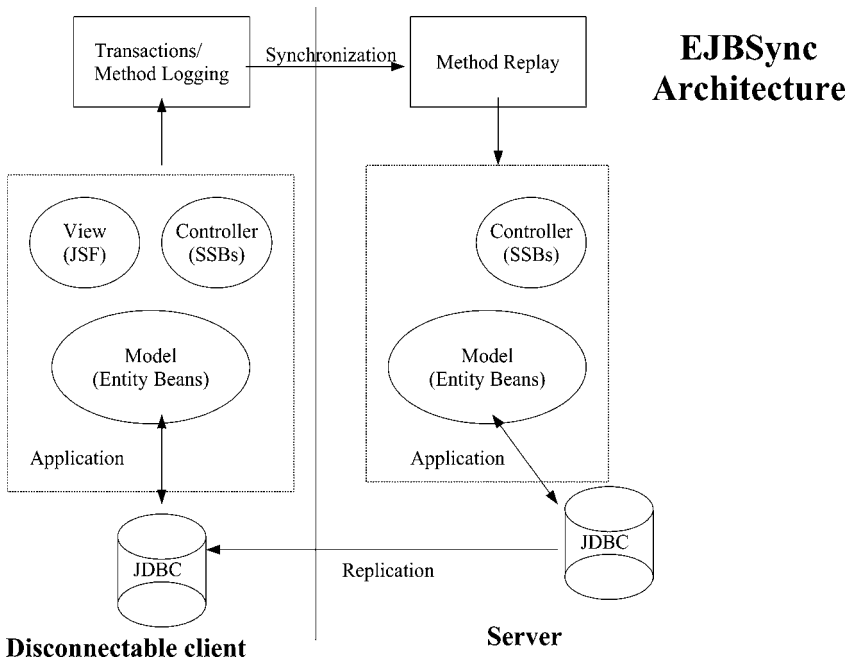 EJBSync
Architecture
Transactions/
Method Logging
Synchronization
Method Replay
View
(JSF)
Controller
(SSBs)
Model
(Entity Beans)
Application
JDBC
Controller
(SSBs)
Model
(Entity Beans)
Application
JDBC
Replication
Disconnectable client
Server